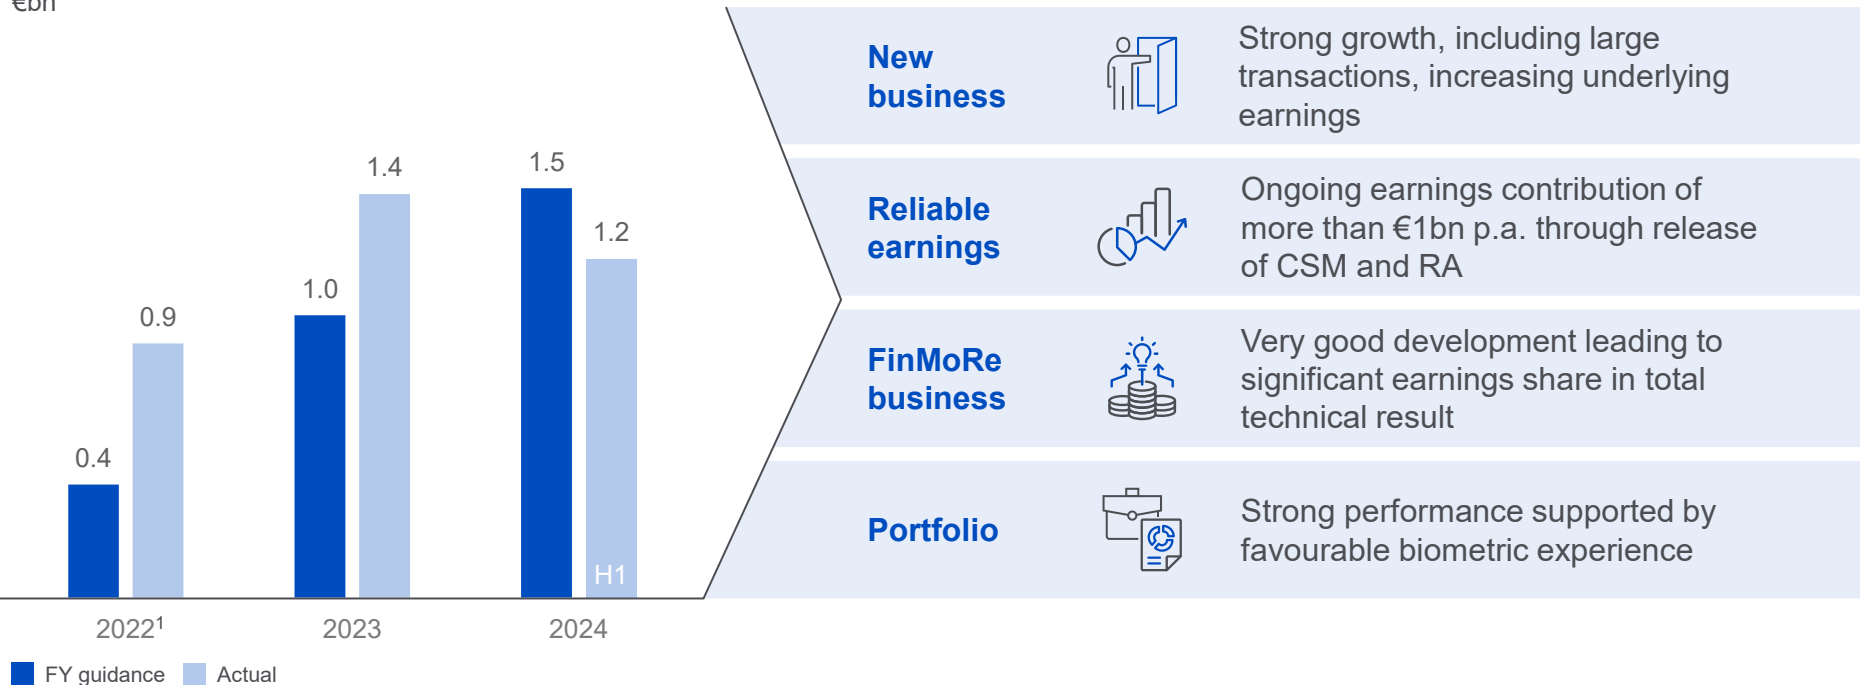 €bn
0.4
0.9
1.0
1.4
1.5
1.2
H1
2022¹
2023
2024
FY guidance
Actual
New
business
Strong growth, including large
transactions, increasing underlying
earnings
Reliable
earnings
Ongoing earnings contribution of
more than €1bn p.a. through release
of CSM and RA
FinMoRe
business
Very good development leading to
significant earnings share in total
technical result
Portfolio
Strong performance supported by
favourable biometric experience